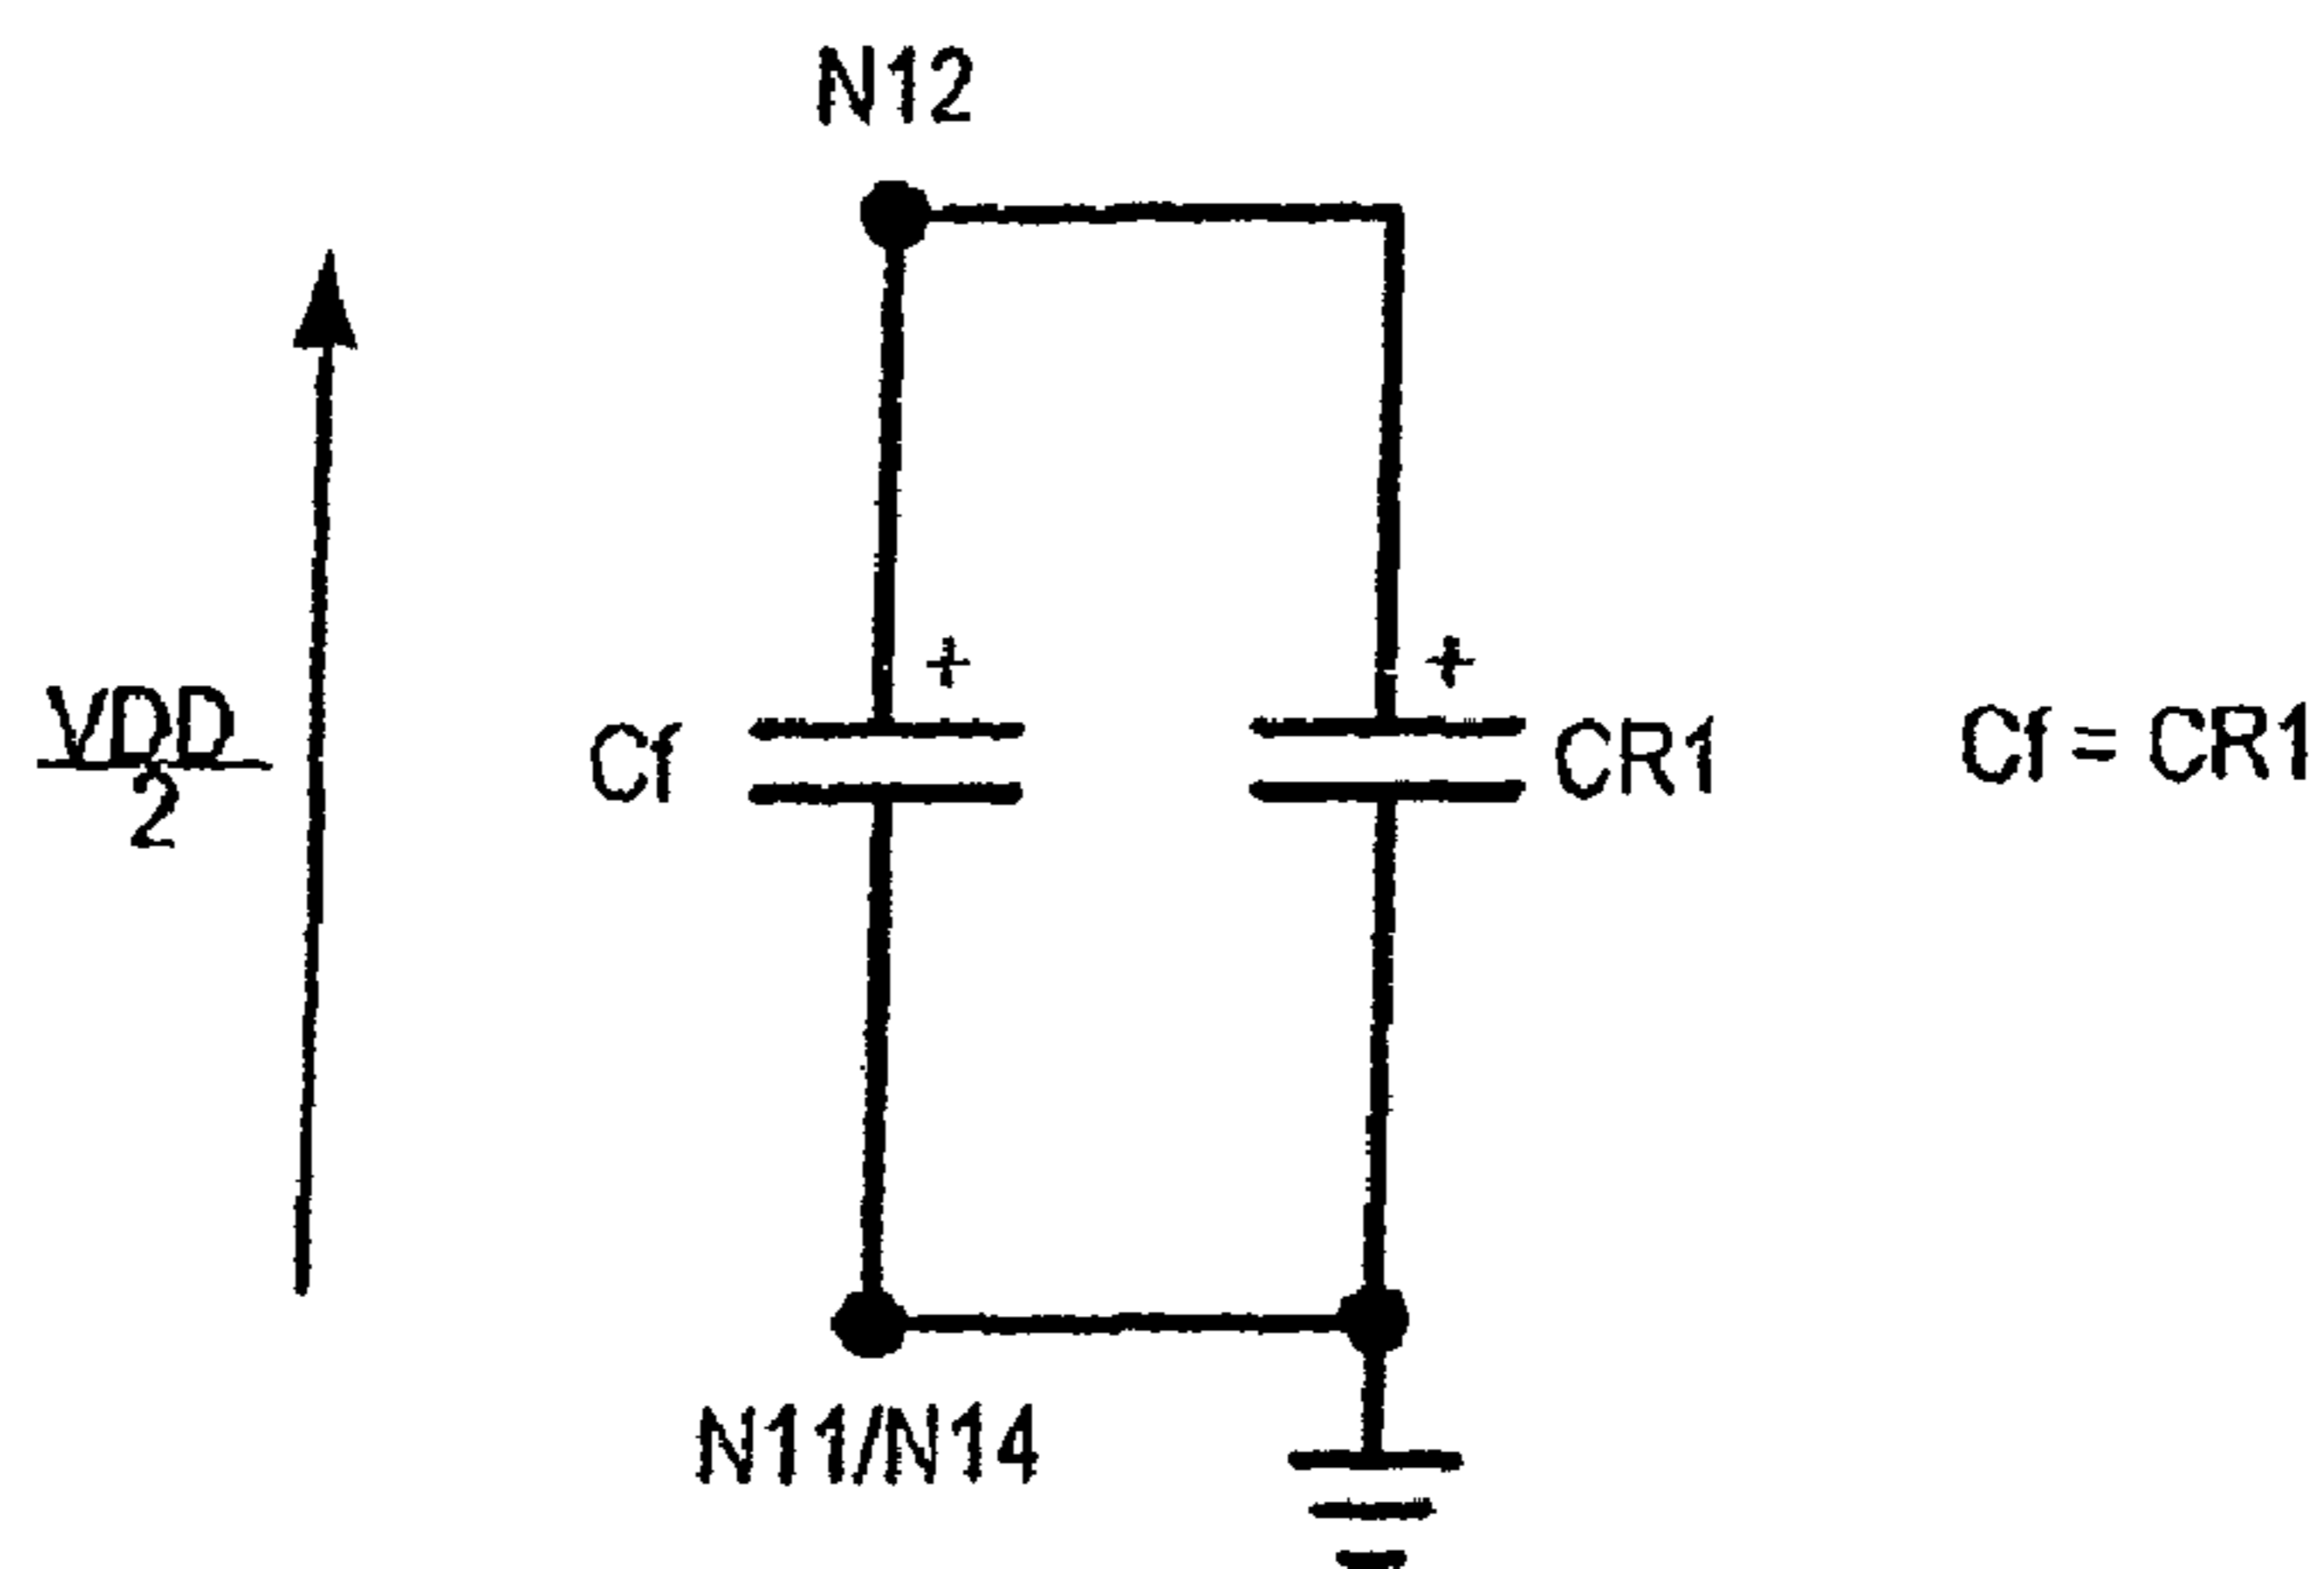 N12
VDD
2
+
+
Cf
CR1
Cf = CR1
N11/N14